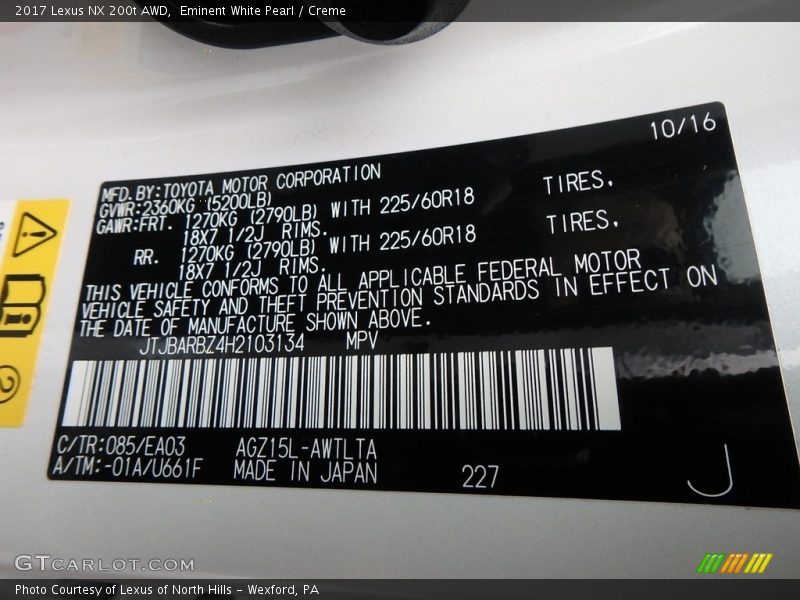 2017 Lexus NX 200t AWD, Eminent White Pearl / Creme
10/16
MFD. BY:TOYOTA MOTOR CORPORATION
GVWR:2360KG (5200LB)
GAWR:FRT. 1270KG (2790LB) WITH 225/60R18 TIRES,
18X7 1/2J RIMS.
RR. 1270KG (2790LB) WITH 225/60R18 TIRES,
18X7 1/2J RIMS.
THIS VEHICLE CONFORMS TO ALL APPLICABLE FEDERAL MOTOR
VEHICLE SAFETY AND THEFT PREVENTION STANDARDS IN EFFECT ON
THE DATE OF MANUFACTURE SHOWN ABOVE.
JTJBARBZ4H2103134 MPV
C/TR:085/EA03 AGZ15L-AWTLTA
A/TM:-01A/U661F MADE IN JAPAN 227 J
GTCARLOT.COM
Photo Courtesy of Lexus of North Hills - Wexford, PA